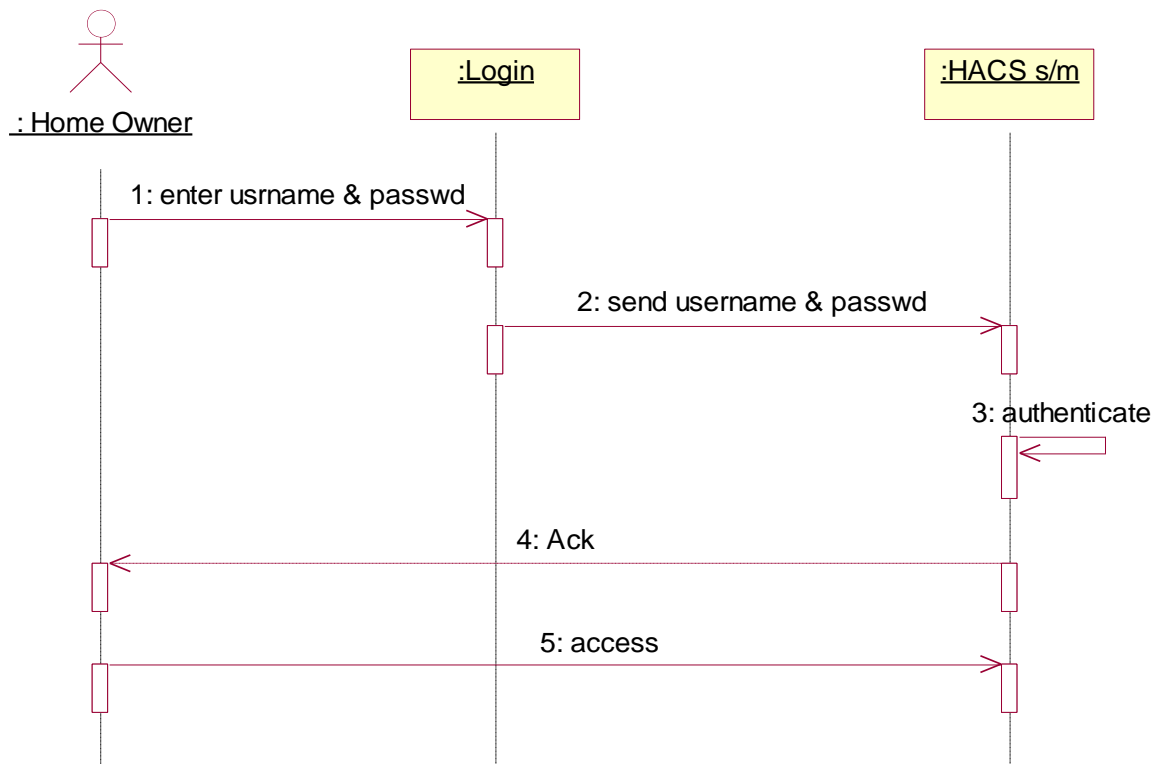 : Home Owner
:Login
:HACS s/m
1: enter usrname & passwd
2: send username & passwd
3: authenticate
4: Ack
5: access